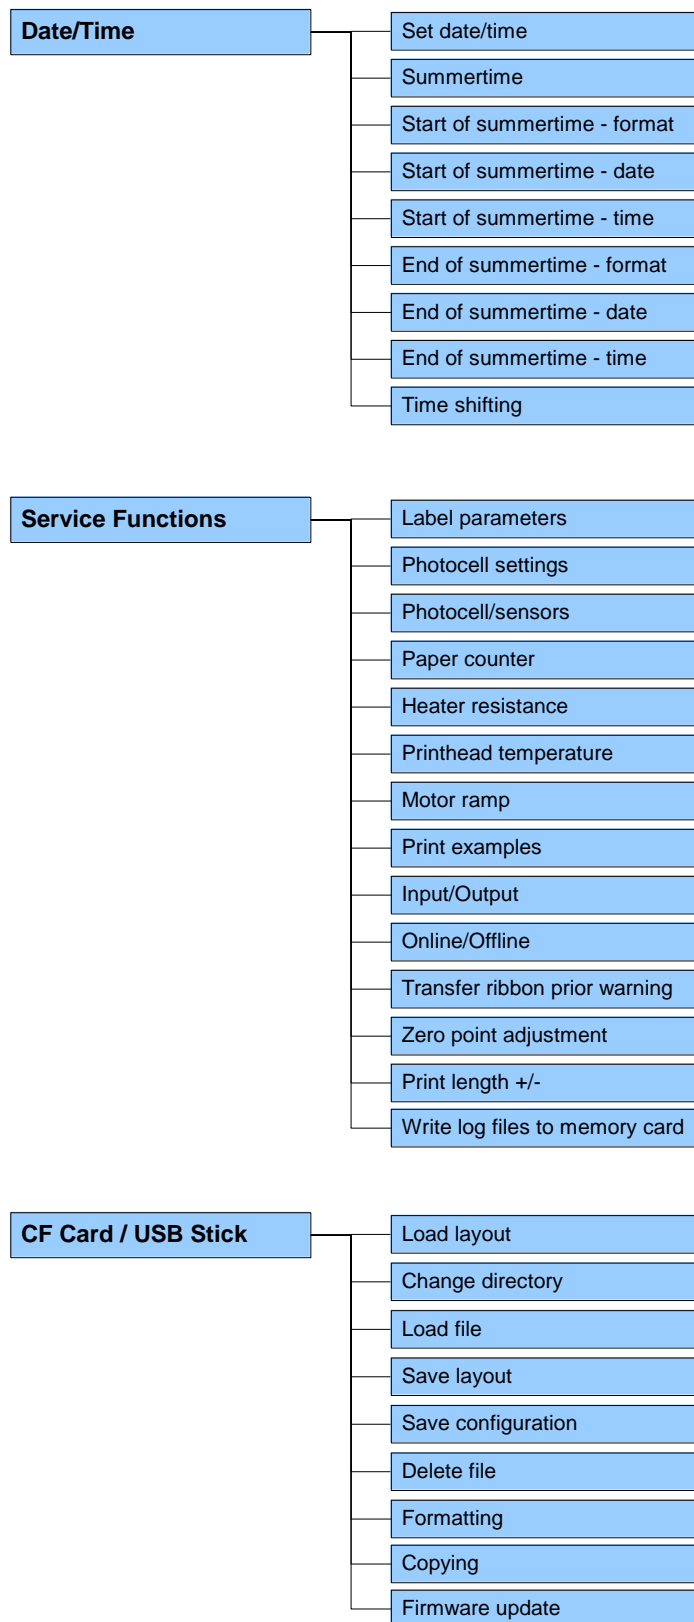 Date/Time
Set date/time
Summertime
Start of summertime - format
Start of summertime - date
Start of summertime - time
End of summertime - format
End of summertime - date
End of summertime - time
Time shifting
Service Functions
Label parameters
Photocell settings
Photocell/sensors
Paper counter
Heater resistance
Printhead temperature
Motor ramp
Print examples
Input/Output
Online/Offline
Transfer ribbon prior warning
Zero point adjustment
Print length +/-
Write log files to memory card
CF Card / USB Stick
Load layout
Change directory
Load file
Save layout
Save configuration
Delete file
Formatting
Copying
Firmware update